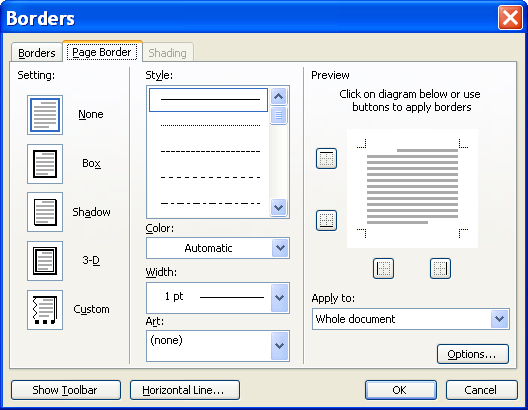 Borders
Borders
Page Border
Shading
Setting:
None
Box
Shadow
3-D
Custom
Style:
Color:
Automatic
Width:
1 pt
Art:
(none)
Preview
Click on diagram below or use
buttons to apply borders
Apply to:
Whole document
Options...
Show Toolbar
Horizontal Line...
OK
Cancel